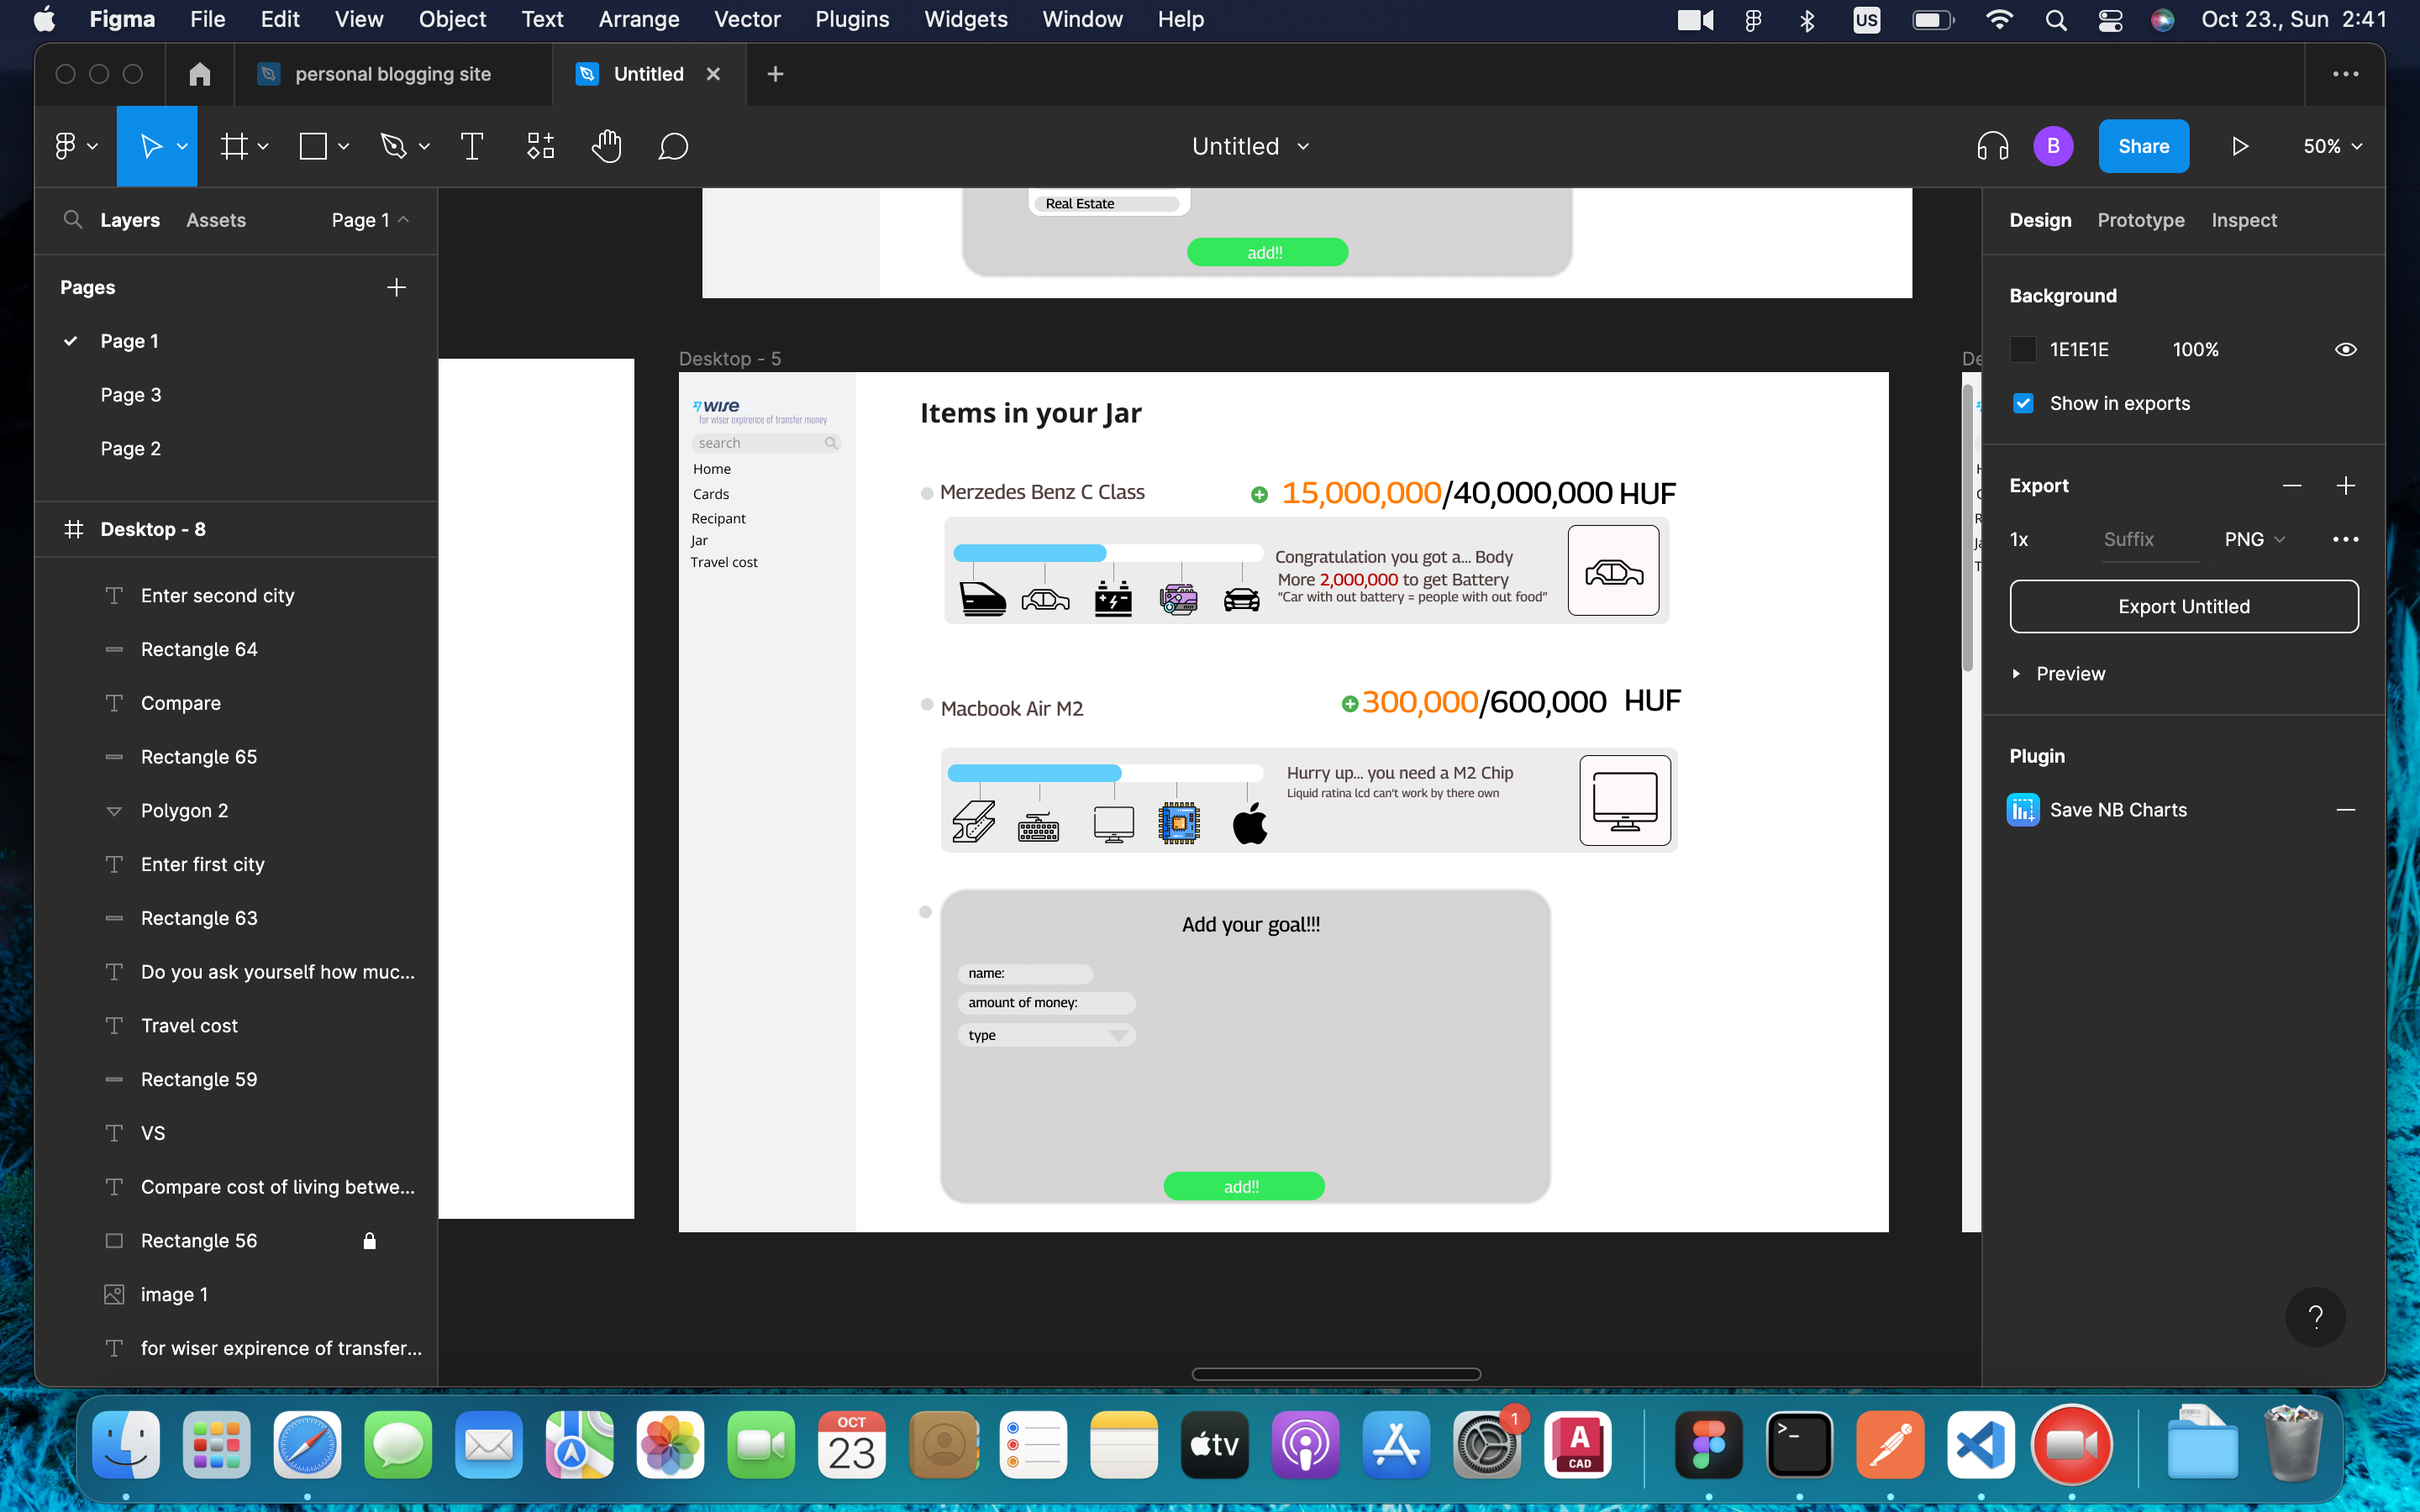 Figma File Edit View Object Text Arrange Vector Plugins Widgets Window Help US Oct 23., Sun 2:41
personal blogging site Untitled
Untitled B Share 50%
Layers Assets Page 1
Pages
Page 1
Page 3
Page 2
Desktop - 8
Enter second city
Rectangle 64
Compare
Rectangle 65
Polygon 2
Enter first city
Rectangle 63
Do you ask yourself how muc...
Travel cost
Rectangle 59
VS
Compare cost of living betwe...
Rectangle 56
image 1
for wiser expirence of transfer...
Real Estate
add!!
Desktop - 5
wise
for wiser expirence of transfer money
search
Home
Cards
Recipant
Jar
Travel cost
Items in your Jar
Merzedes Benz C Class 15,000,000/40,000,000 HUF
Congratulation you got a... Body
More 2,000,000 to get Battery
“Car with out battery = people with out food”
Macbook Air M2 300,000/600,000 HUF
Hurry up... you need a M2 Chip
Liquid ratina lcd can't work by there own
Add your goal!!!
name:
amount of money:
type
add!!
De
Design Prototype Inspect
Background
1E1E1E 100%
Show in exports
Export
1x Suffix PNG
Export Untitled
Preview
Plugin
Save NB Charts
?
OCT
23
tv
1
A
CAD
>_